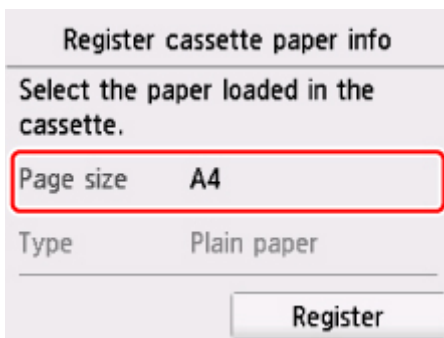 Register cassette paper info
Select the paper loaded in the
cassette.
Page size A4
Type Plain paper
Register